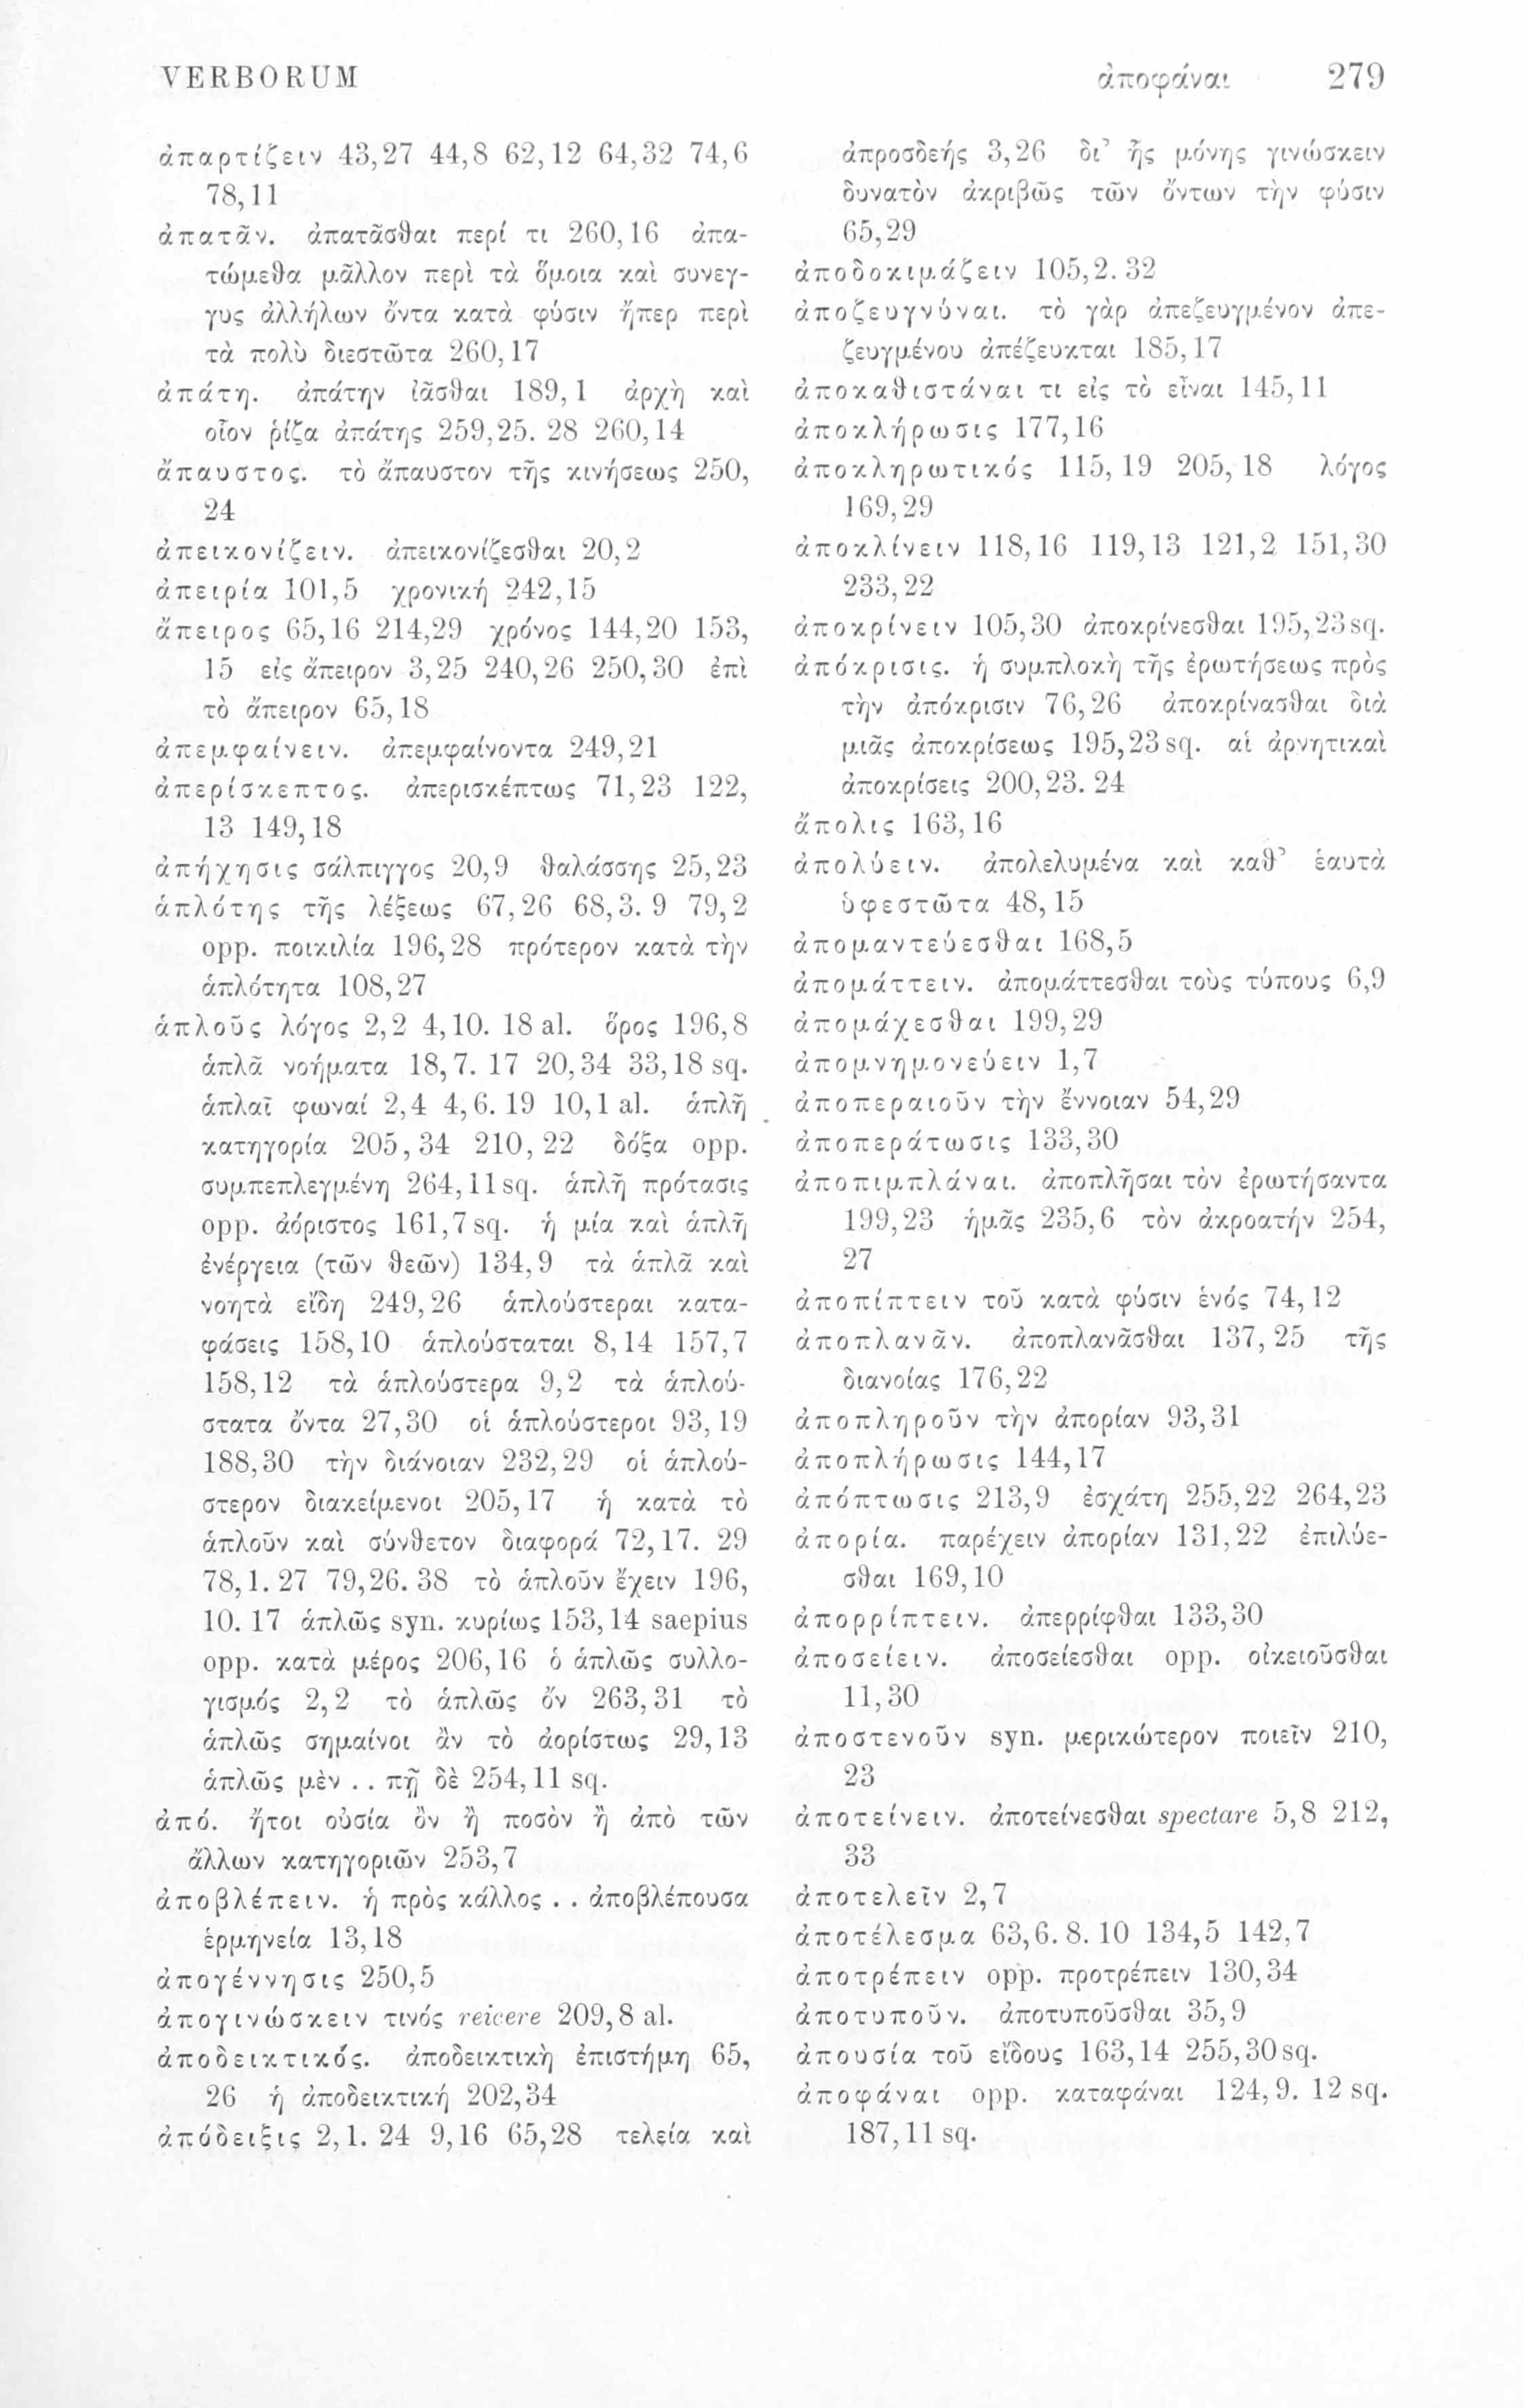 VERBORUM ἀποφάναι 279
ἀπαρτίζειν 43,27 44,8 62,12 64,32 74,6
78,11
ἀπατᾶν. ἀπατᾶσθαι περί τι 260,16 ἀπα-
τώμεθα μᾶλλον περὶ τὰ ὅμοια καὶ συνεγ-
γυς ἀλλήλων ὄντα κατὰ φύσιν ἤπερ περὶ
τὰ πολὺ διεστῶτα 260,17
ἀπάτη. ἀπάτην ἰᾶσθαι 189,1 ἀρχὴ καὶ
οἷον ῥίζα ἀπάτης 259,25. 28 260,14
ἄπαυστος. τὸ ἄπαυστον τῆς κινήσεως 250,
24
ἀπεικονίζειν. ἀπεικονίζεσθαι 20,2
ἀπειρία 101,5 χρονική 242,15
ἄπειρος 65,16 214,29 χρόνος 144,20 153,
15 εἰς ἄπειρον 3,25 240,26 250,30 ἐπὶ
τὸ ἄπειρον 65,18
ἀπεμφαίνειν. ἀπεμφαίνοντα 249,21
ἀπερίσκεπτος. ἀπερισκέπτως 71,23 122,
13 149,18
ἀπήχησις σάλπιγγος 20,9 θαλάσσης 25,23
ἁπλότης τῆς λέξεως 67,26 68,3. 9 79,2
opp. ποικιλία 196,28 πρότερον κατὰ τὴν
ἁπλότητα 108,27
ἁπλοῦς λόγος 2,2 4,10. 18 al. ὅρος 196,8
ἁπλᾶ νοήματα 18,7. 17 20,34 33,18 sq.
ἁπλαῖ φωναί 2,4 4,6. 19 10,1 al. ἁπλῆ
κατηγορία 205,34 210,22 δόξα opp.
συμπεπλεγμένη 264,11 sq. ἁπλῆ πρότασις
opp. ἀόριστος 161,7 sq. ἡ μία καὶ ἁπλῆ
ἐνέργεια (τῶν θεῶν) 134,9 τὰ ἁπλᾶ καὶ
νοητὰ εἴδη 249,26 ἁπλούστεραι κατα-
φάσεις 158,10 ἁπλούσταται 8,14 157,7
158,12 τὰ ἁπλούστερα 9,2 τὰ ἁπλού-
στατα ὄντα 27,30 οἱ ἁπλούστεροι 93,19
188,30 τὴν διάνοιαν 232,29 οἱ ἁπλού-
στερον διακείμενοι 205,17 ἡ κατὰ τὸ
ἁπλοῦν καὶ σύνθετον διαφορά 72,17. 29
78,1. 27 79,26. 38 τὸ ἁπλοῦν ἔχειν 196,
10. 17 ἁπλῶς syn. κυρίως 153,14 saepius
opp. κατὰ μέρος 206,16 ὁ ἁπλῶς συλλο-
γισμός 2,2 τὸ ἁπλῶς ὄν 263,31 τὸ
ἁπλῶς σημαίνοι ἂν τὸ ἀορίστως 29,13
ἁπλῶς μὲν . . πῇ δὲ 254,11 sq.
ἀπό. ἤτοι οὐσία ὂν ἢ ποσὸν ἢ ἀπὸ τῶν
ἄλλων κατηγοριῶν 253,7
ἀποβλέπειν. ἡ πρὸς κάλλος . . ἀποβλέπουσα
ἑρμηνεία 13,18
ἀπογέννησις 250,5
ἀπογινώσκειν τινός reicere 209,8 al.
ἀποδεικτικός. ἀποδεικτικὴ ἐπιστήμη 65,
26 ἡ ἀποδεικτική 202,34
ἀπόδειξις 2,1. 24 9,16 65,28 τελεία καὶ
ἀπροσδεής 3,26 δι’ ἧς μόνης γινώσκειν
δυνατὸν ἀκριβῶς τῶν ὄντων τὴν φύσιν
65,29
ἀποδοκιμάζειν 105,2. 32
ἀποζευγνύναι. τὸ γὰρ ἀπεζευγμένον ἀπε-
ζευγμένου ἀπέζευκται 185,17
ἀποκαθιστάναι τι εἰς τὸ εἶναι 145,11
ἀποκλήρωσις 177,16
ἀποκληρωτικός 115,19 205,18 λόγος
169,29
ἀποκλίνειν 118,16 119,13 121,2 151,30
233,22
ἀποκρίνειν 105,30 ἀποκρίνεσθαι 195,23 sq.
ἀπόκρισις. ἡ συμπλοκὴ τῆς ἐρωτήσεως πρὸς
τὴν ἀπόκρισιν 76,26 ἀποκρίνασθαι διὰ
μιᾶς ἀποκρίσεως 195,23 sq. αἱ ἀρνητικαὶ
ἀποκρίσεις 200,23. 24
ἄπολις 163,16
ἀπολύειν. ἀπολελυμένα καὶ καθ’ ἑαυτὰ
ὑφεστῶτα 48,15
ἀπομαντεύεσθαι 168,5
ἀπομάττειν. ἀπομάττεσθαι τοὺς τύπους 6,9
ἀπομάχεσθαι 199,29
ἀπομνημονεύειν 1,7
ἀποπεραιοῦν τὴν ἔννοιαν 54,29
ἀποπεράτωσις 133,30
ἀποπιμπλάναι. ἀποπλῆσαι τὸν ἐρωτήσαντα
199,23 ἡμᾶς 235,6 τὸν ἀκροατήν 254,
27
ἀποπίπτειν τοῦ κατὰ φύσιν ἑνός 74,12
ἀποπλανᾶν. ἀποπλανᾶσθαι 137,25 τῆς
διανοίας 176,22
ἀποπληροῦν τὴν ἀπορίαν 93,31
ἀποπλήρωσις 144,17
ἀπόπτωσις 213,9 ἐσχάτη 255,22 264,23
ἀπορία. παρέχειν ἀπορίαν 131,22 ἐπιλύε-
σθαι 169,10
ἀπορρίπτειν. ἀπερρίφθαι 133,30
ἀποσείειν. ἀποσείεσθαι opp. οἰκειοῦσθαι
11,30
ἀποστενοῦν syn. μερικώτερον ποιεῖν 210,
23
ἀποτείνειν. ἀποτείνεσθαι spectare 5,8 212,
33
ἀποτελεῖν 2,7
ἀποτέλεσμα 63,6. 8. 10 134,5 142,7
ἀποτρέπειν opp. προτρέπειν 130,34
ἀποτυποῦν. ἀποτυποῦσθαι 35,9
ἀπουσία τοῦ εἴδους 163,14 255,30 sq.
ἀποφάναι opp. καταφάναι 124,9. 12 sq.
187,11 sq.